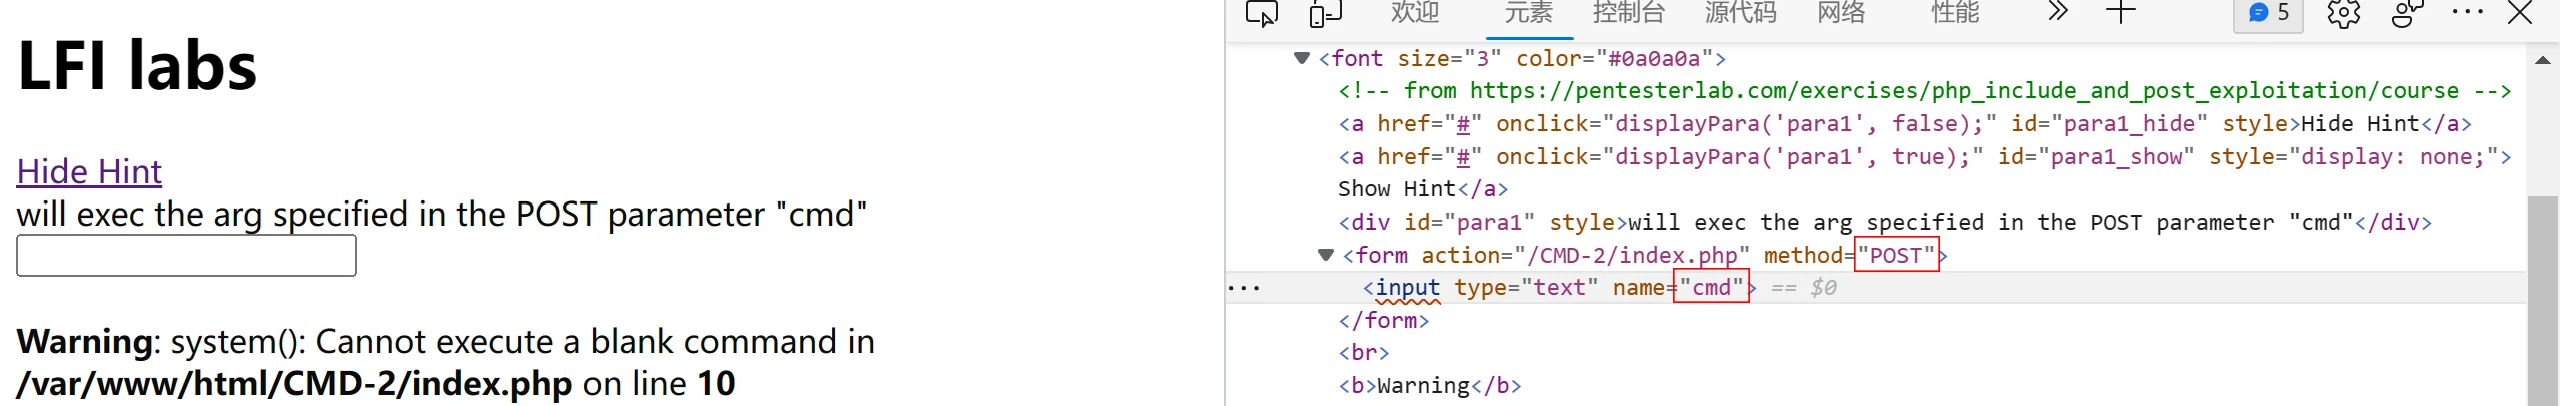 LFI labs
Hide Hint
will exec the arg specified in the POST parameter "cmd"
Warning: system(): Cannot execute a blank command in
/var/www/html/CMD-2/index.php on line 10
欢迎 元素 控制台 源代码 网络 性能 5
<font size="3" color="#0a0a0a">
<!-- from https://pentesterlab.com/exercises/php_include_and_post_exploitation/course -->
<a href="#" onclick="displayPara('para1', false);" id="para1_hide" style>Hide Hint</a>
<a href="#" onclick="displayPara('para1', true);" id="para1_show" style="display: none;">
Show Hint</a>
<div id="para1" style>will exec the arg specified in the POST parameter "cmd"</div>
<form action="/CMD-2/index.php" method="POST">
<input type="text" name="cmd"> == $0
</form>
<br>
<b>Warning</b>